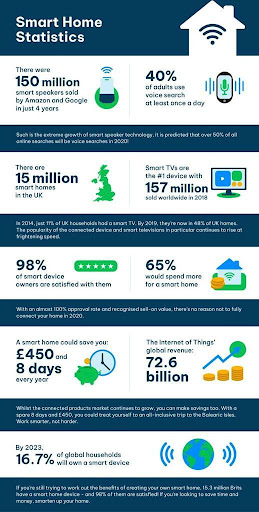 Smart Home
Statistics
There were
150 million
smart speakers sold
by Amazon and Google
in just 4 years
40%
of adults use
voice search
at least once a day
Such is the extreme growth of smart speaker technology, it is predicted that over 50% of all
online searches will be voice searches in 2020!
There are
15 million
smart homes
in the UK
Smart TVs are
the #1 device with
157 million
sold worldwide in 2018
In 2014, just 11% of UK households had a smart TV. By 2019, they're now in 48% of UK homes.
The popularity of the connected device and smart televisions in particular continues to rise at
frightening speed.
98%
of smart device
owners are
satisfied with them
65%
would spend more
for a smart home
With an almost 100% approval rate and recognised sell-on value, there's no reason not to fully
connect your home in 2020.
A smart home could save you:
£450 and
8 days
every year
The Internet of Things'
global revenue:
72.6
billion
Whilst the connected products market continues to grow, you can make savings too. With a
spare 8 days and £450, you could treat yourself to an all-inclusive trip to the Balearic Isles.
Work smarter, not harder.
By 2023,
16.7% of global households
will own a smart device
If you're still trying to work out the benefits of creating your own smart home. 15.3 million Brits
have a smart home device - and 98% of them are satisfied! If you're looking to save time and
money, smarten up your home.